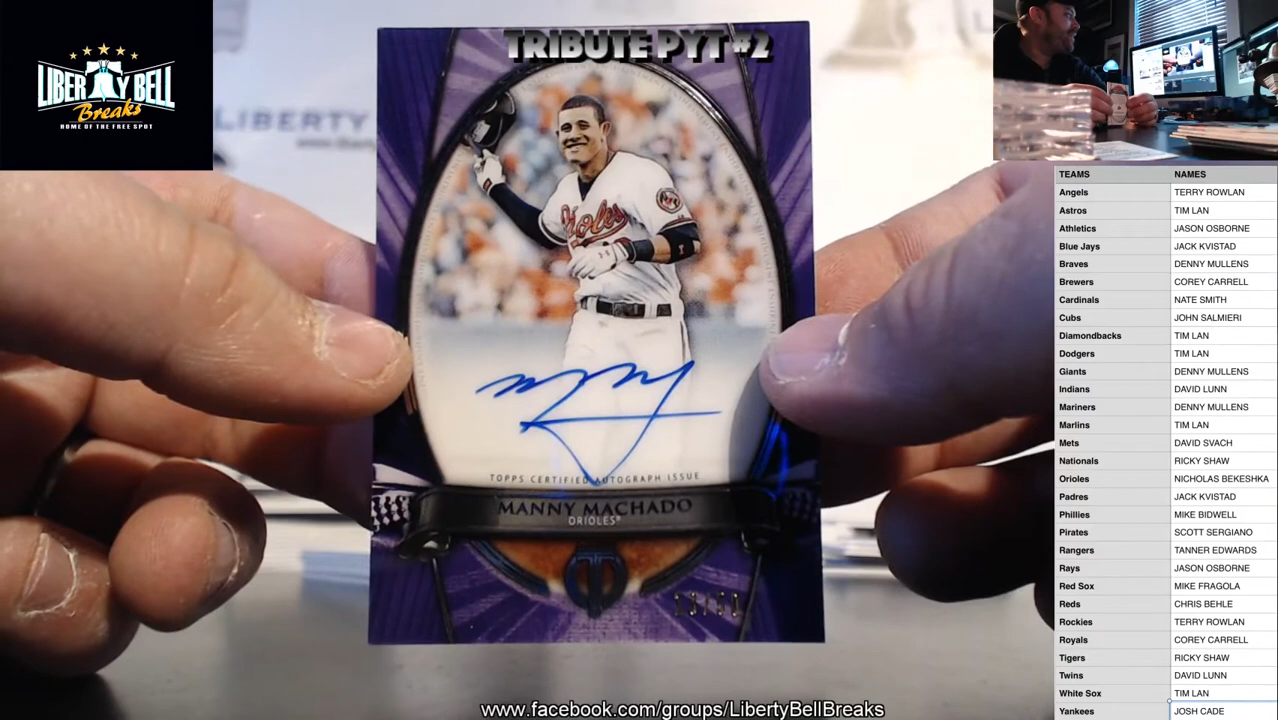 LIBERTY BELL
Breaks
HOME OF THE FREE SPOT
TRIBUTE PYT #2
LIBERTY
Orioles
TOPPS CERTIFIED AUTOGRAPH ISSUE
MANNY MACHADO
ORIOLES
www.facebook.com/groups/LibertyBellBreaks
TEAMS NAMES
Angels TERRY ROWLAN
Astros TIM LAN
Athletics JASON OSBORNE
Blue Jays JACK KVISTAD
Braves DENNY MULLENS
Brewers COREY CARRELL
Cardinals NATE SMITH
Cubs JOHN SALMIERI
Diamondbacks TIM LAN
Dodgers TIM LAN
Giants DENNY MULLENS
Indians DAVID LUNN
Mariners DENNY MULLENS
Marlins TIM LAN
Mets DAVID SVACH
Nationals RICKY SHAW
Orioles NICHOLAS BEKESHKA
Padres JACK KVISTAD
Phillies MIKE BIDWELL
Pirates SCOTT SERGIANO
Rangers TANNER EDWARDS
Rays JASON OSBORNE
Red Sox MIKE FRAGOLA
Reds CHRIS BEHLE
Rockies TERRY ROWLAN
Royals COREY CARRELL
Tigers RICKY SHAW
Twins DAVID LUNN
White Sox TIM LAN
Yankees JOSH CADE